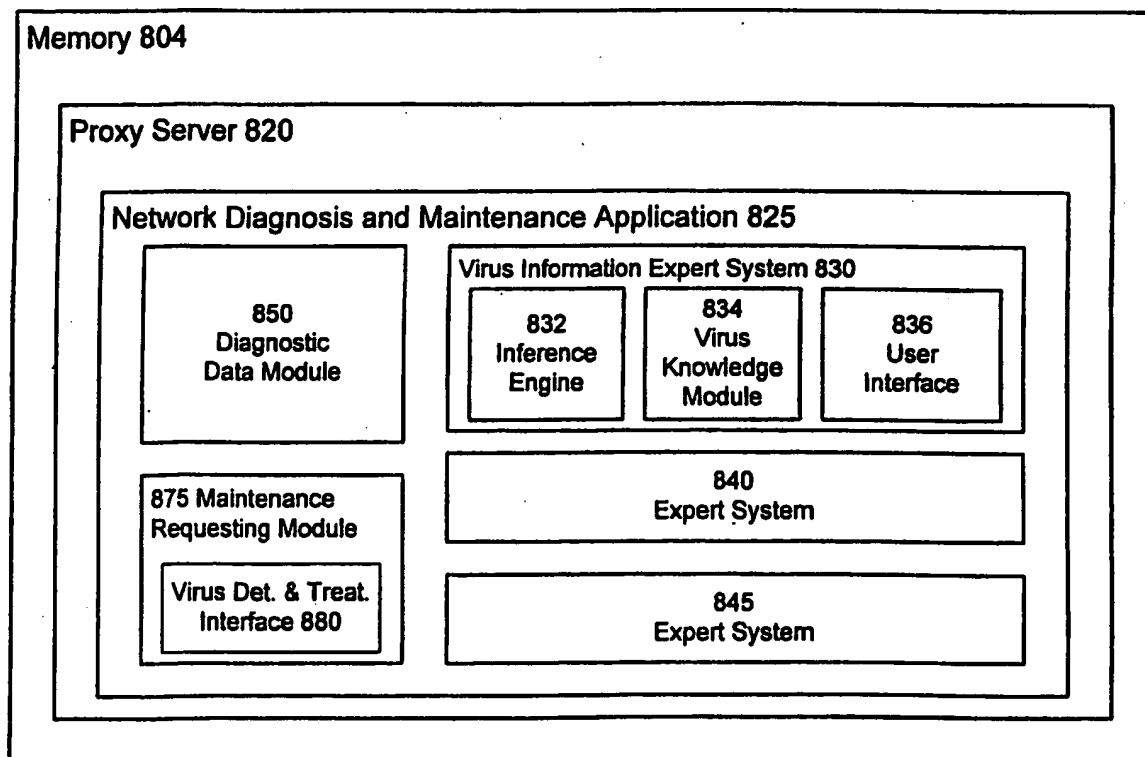 Memory 804
Proxy Server 820
Network Diagnosis and Maintenance Application 825
850
Diagnostic
Data Module
Virus Information Expert System 830
832
Inference
Engine
834
Virus
Knowledge
Module
836
User
Interface
875 Maintenance
Requesting Module
Virus Det. & Treat.
Interface 880
840
Expert System
845
Expert System